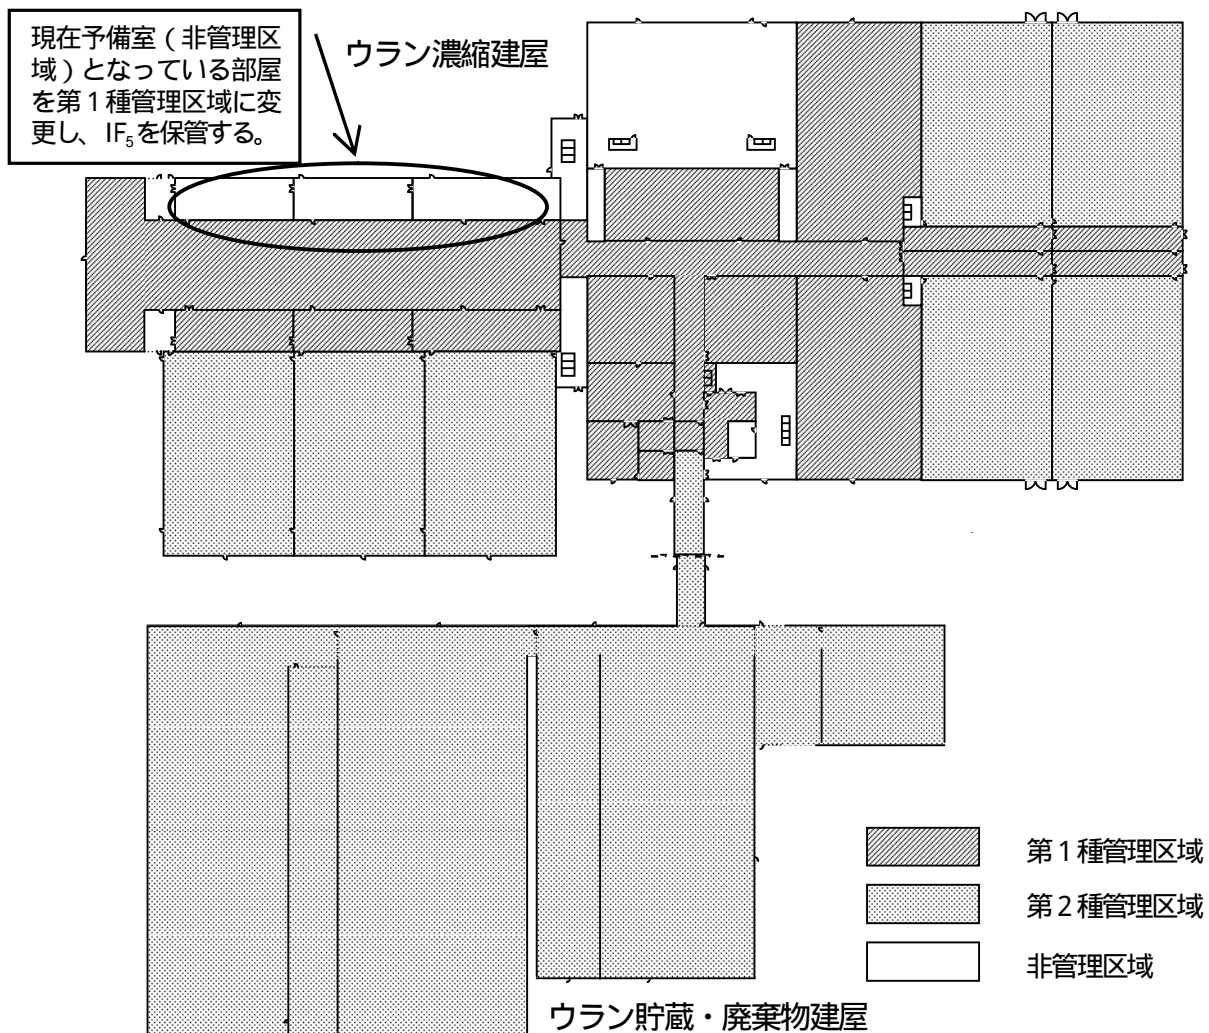 現在予備室（非管理区
域）となっている部屋
を第１種管理区域に変
更し、IF₅を保管する。
ウラン濃縮建屋
第１種管理区域
第２種管理区域
非管理区域
ウラン貯蔵・廃棄物建屋